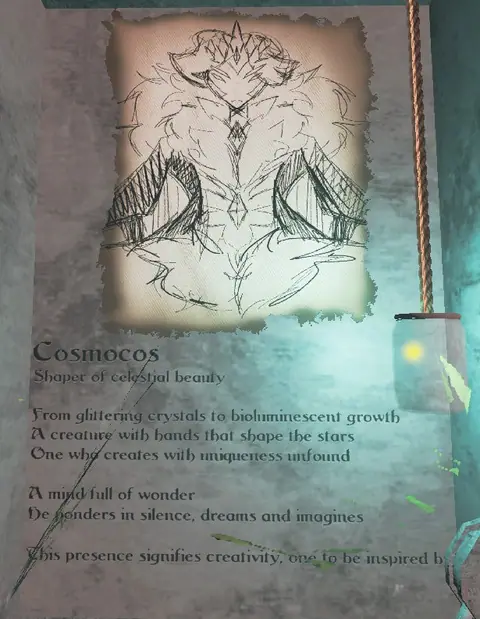 Cosmocos
Shaper of celestial beauty
From glittering crystals to bioluminescent growth
A creature with hands that shape the stars
One who creates with uniqueness unfound
A mind full of wonder
He ponders in silence, dreams and imagines
This presence signifies creativity, one to be inspired by